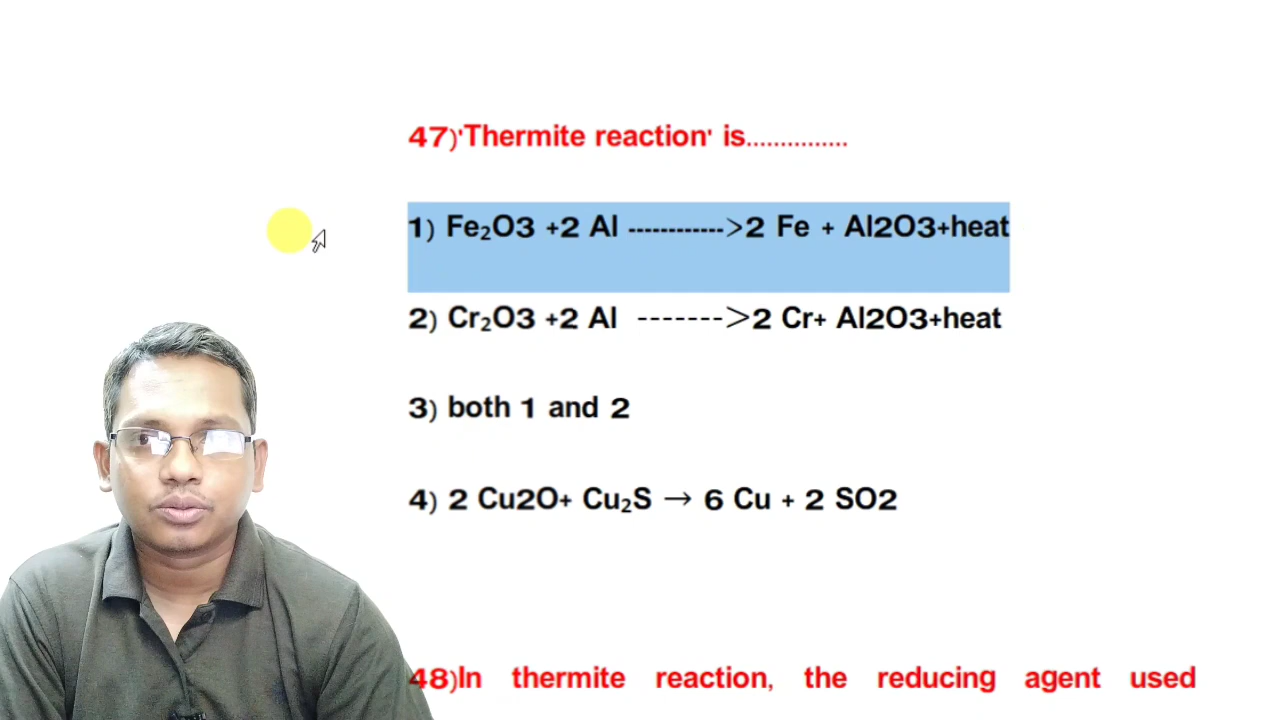 47)'Thermite reaction' is...............
1) Fe₂O3 +2 Al ------------>2 Fe + Al2O3+heat
2) Cr₂O3 +2 Al ------->2 Cr+ Al2O3+heat
3) both 1 and 2
4) 2 Cu2O+ Cu₂S → 6 Cu + 2 SO2
48)In thermite reaction, the reducing agent used